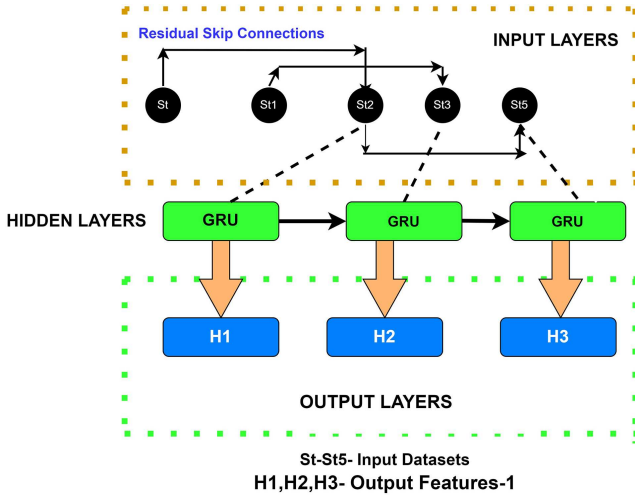 Residual Skip Connections
INPUT LAYERS
St
St1
St2
St3
St5
HIDDEN LAYERS
GRU
GRU
GRU
H1
H2
H3
OUTPUT LAYERS
St-St5- Input Datasets
H1,H2,H3- Output Features-1